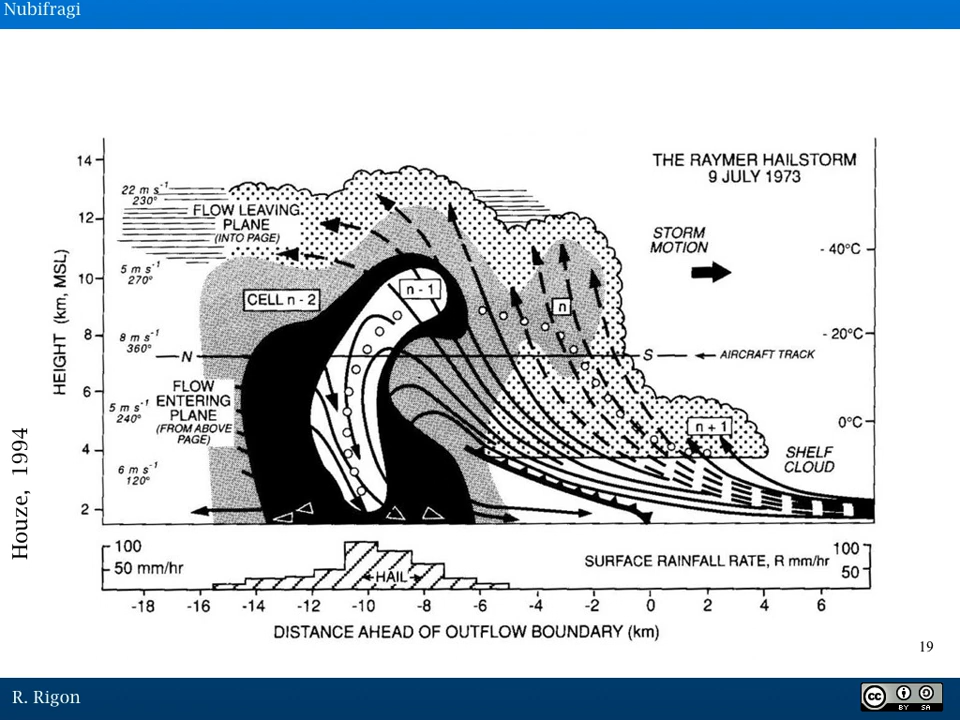 Nubifragi
THE RAYMER HAILSTORM
9 JULY 1973
14
12
10
8
6
4
2
HEIGHT (km, MSL)
22 m s⁻¹
230°
5 m s⁻¹
270°
8 m s⁻¹
360°
5 m s⁻¹
240°
6 m s⁻¹
120°
FLOW LEAVING
PLANE
(INTO PAGE)
CELL n - 2
n - 1
n
n + 1
STORM
MOTION
- 40°C
- 20°C
0°C
N
S
AIRCRAFT TRACK
FLOW
ENTERING
PLANE
(FROM ABOVE
PAGE)
SHELF
CLOUD
Houze, 1994
100
50 mm/hr
HAIL
SURFACE RAINFALL RATE, R mm/hr
100
50
-18 -16 -14 -12 -10 -8 -6 -4 -2 0 2 4 6
DISTANCE AHEAD OF OUTFLOW BOUNDARY (km)
19
R. Rigon
cc
BY SA